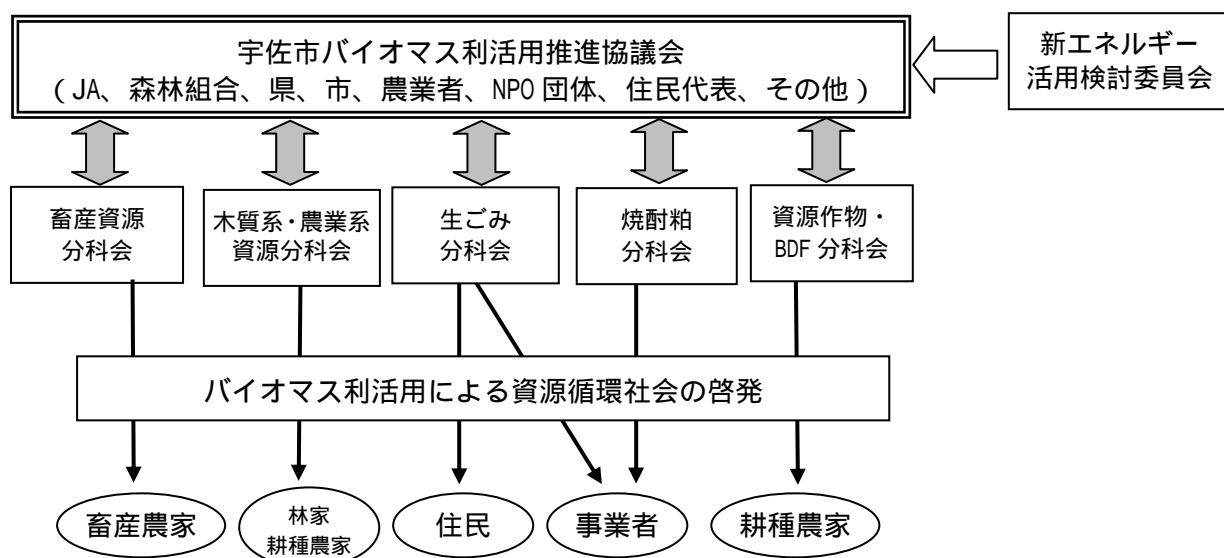 宇佐市バイオマス利活用推進協議会
（JA、森林組合、県、市、農業者、NPO団体、住民代表、その他）
新エネルギー
活用検討委員会
畜産資源
分科会
木質系・農業系
資源分科会
生ごみ
分科会
焼酎粕
分科会
資源作物・
BDF分科会
バイオマス利活用による資源循環社会の啓発
畜産農家
林家
耕種農家
住民
事業者
耕種農家